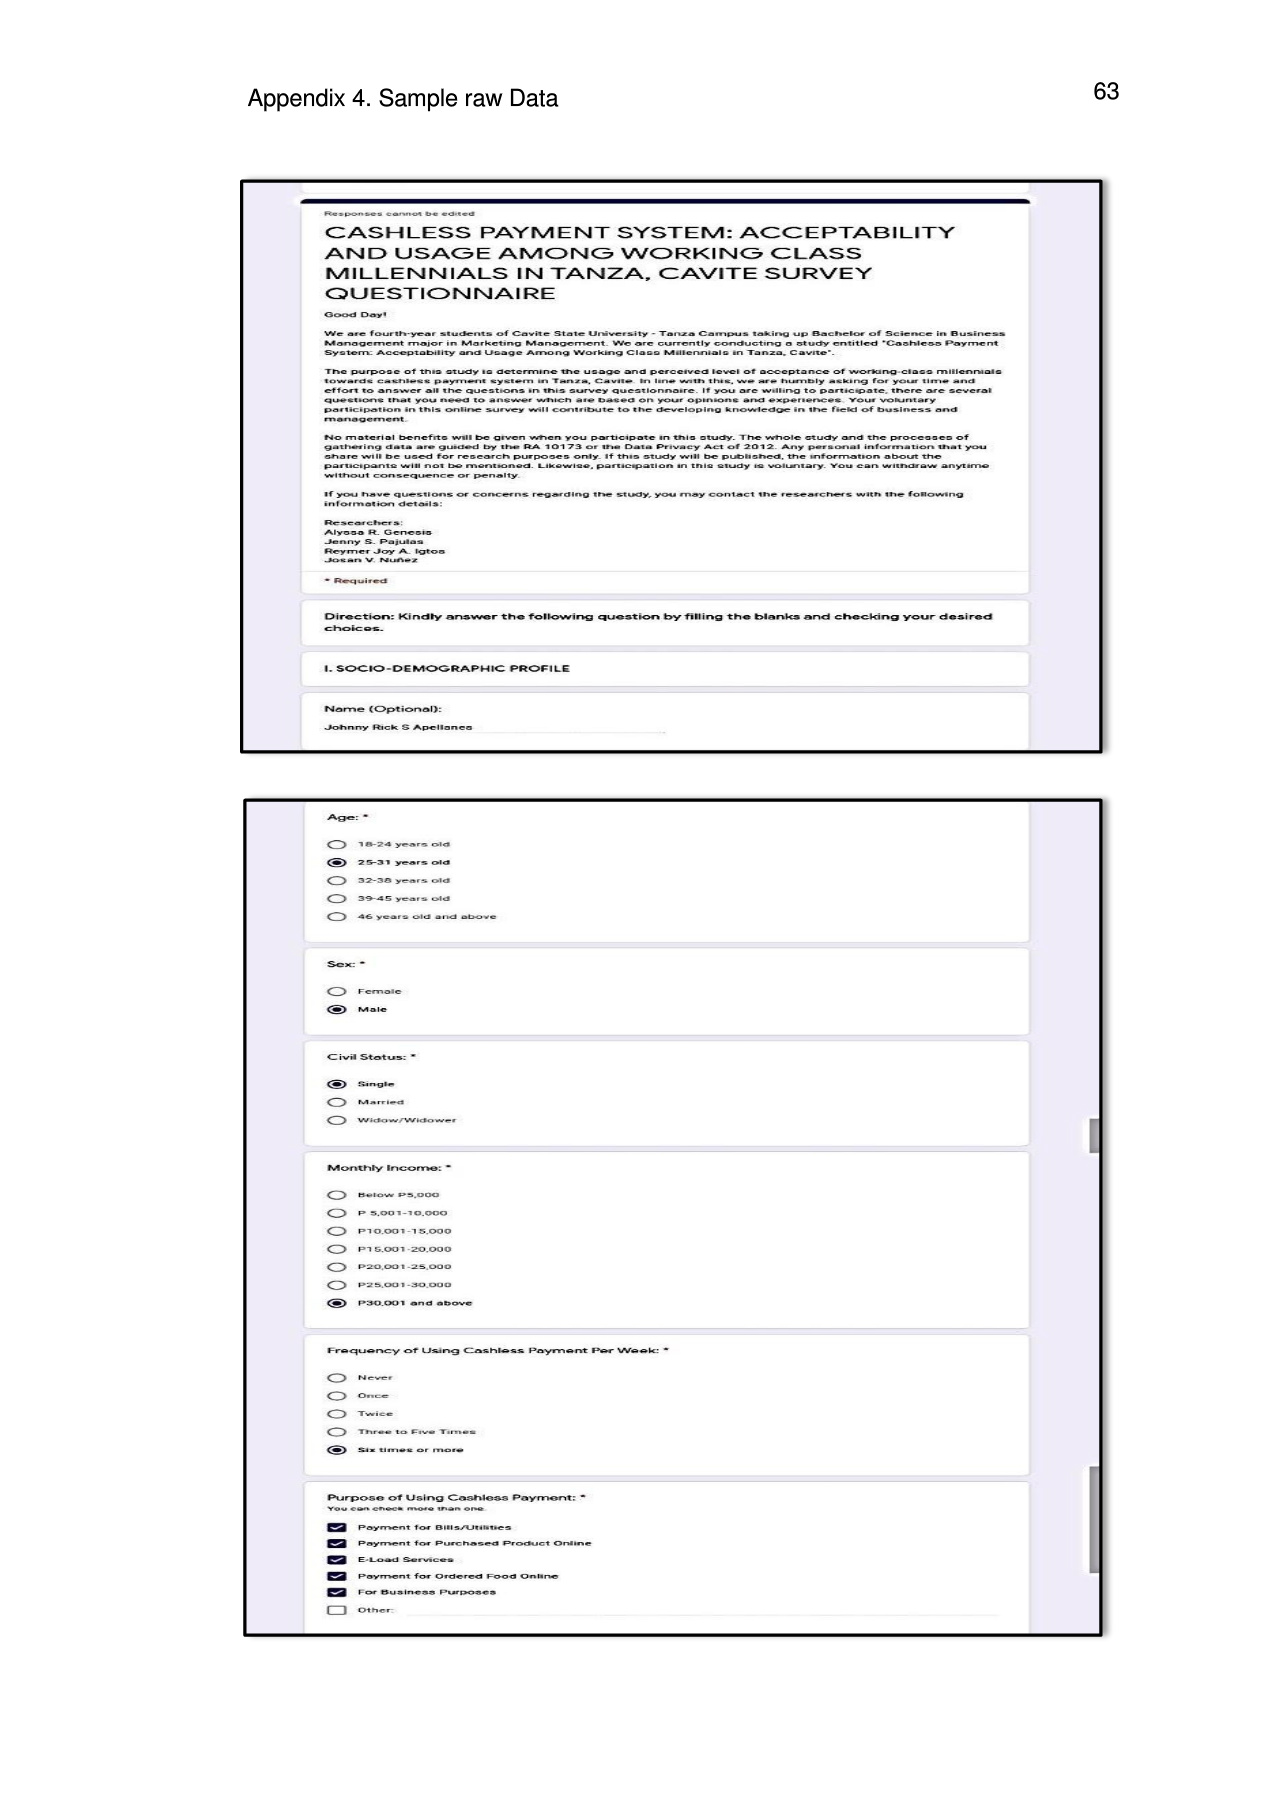 Appendix 4. Sample raw Data
63
Responses cannot be edited
CASHLESS PAYMENT SYSTEM: ACCEPTABILITY
AND USAGE AMONG WORKING CLASS
MILLENNIALS IN TANZA, CAVITE SURVEY
QUESTIONNAIRE
Good Day!
We are fourth-year students of Cavite State University - Tanza Campus taking up Bachelor of Science in Business
Management major in Marketing Management. We are currently conducting a study entitled "Cashless Payment
System: Acceptability and Usage Among Working Class Millennials in Tanza, Cavite".
The purpose of this study is determine the usage and perceived level of acceptance of working-class millennials
towards cashless payment system in Tanza, Cavite. In line with this, we are humbly asking for your time and
effort to answer all the questions in this survey questionnaire. If you are willing to participate, there are several
questions that you need to answer which are based on your opinions and experiences. Your voluntary
participation in this online survey will contribute to the developing knowledge in the field of business and
management.
No material benefits will be given when you participate in this study. The whole study and the processes of
gathering data are guided by the RA 10173 or the Data Privacy Act of 2012. Any personal information that you
share will be used for research purposes only. If this study will be published, the information about the
participants will not be mentioned. Likewise, participation in this study is voluntary. You can withdraw anytime
without consequence or penalty.
If you have questions or concerns regarding the study, you may contact the researchers with the following
information details:
Researchers:
Alyssa R. Genesis
Jenny S. Pajulas
Reymer Joy A. Igtos
Josan V. Nuñez
* Required
Direction: Kindly answer the following question by filling the blanks and checking your desired
choices.
I. SOCIO-DEMOGRAPHIC PROFILE
Name (Optional):
Johnny Rick S Apellanes
Age: *
18-24 years old
25-31 years old
32-38 years old
39-45 years old
46 years old and above
Sex: *
Female
Male
Civil Status: *
Single
Married
Widow/Widower
Monthly Income: *
Below P5,000
P 5,001-10,000
P10,001-15,000
P15,001-20,000
P20,001-25,000
P25,001-30,000
P30,001 and above
Frequency of Using Cashless Payment Per Week: *
Never
Once
Twice
Three to Five Times
Six times or more
Purpose of Using Cashless Payment: *
You can check more than one.
Payment for Bills/Utilities
Payment for Purchased Product Online
E-Load Services
Payment for Ordered Food Online
For Business Purposes
Other: